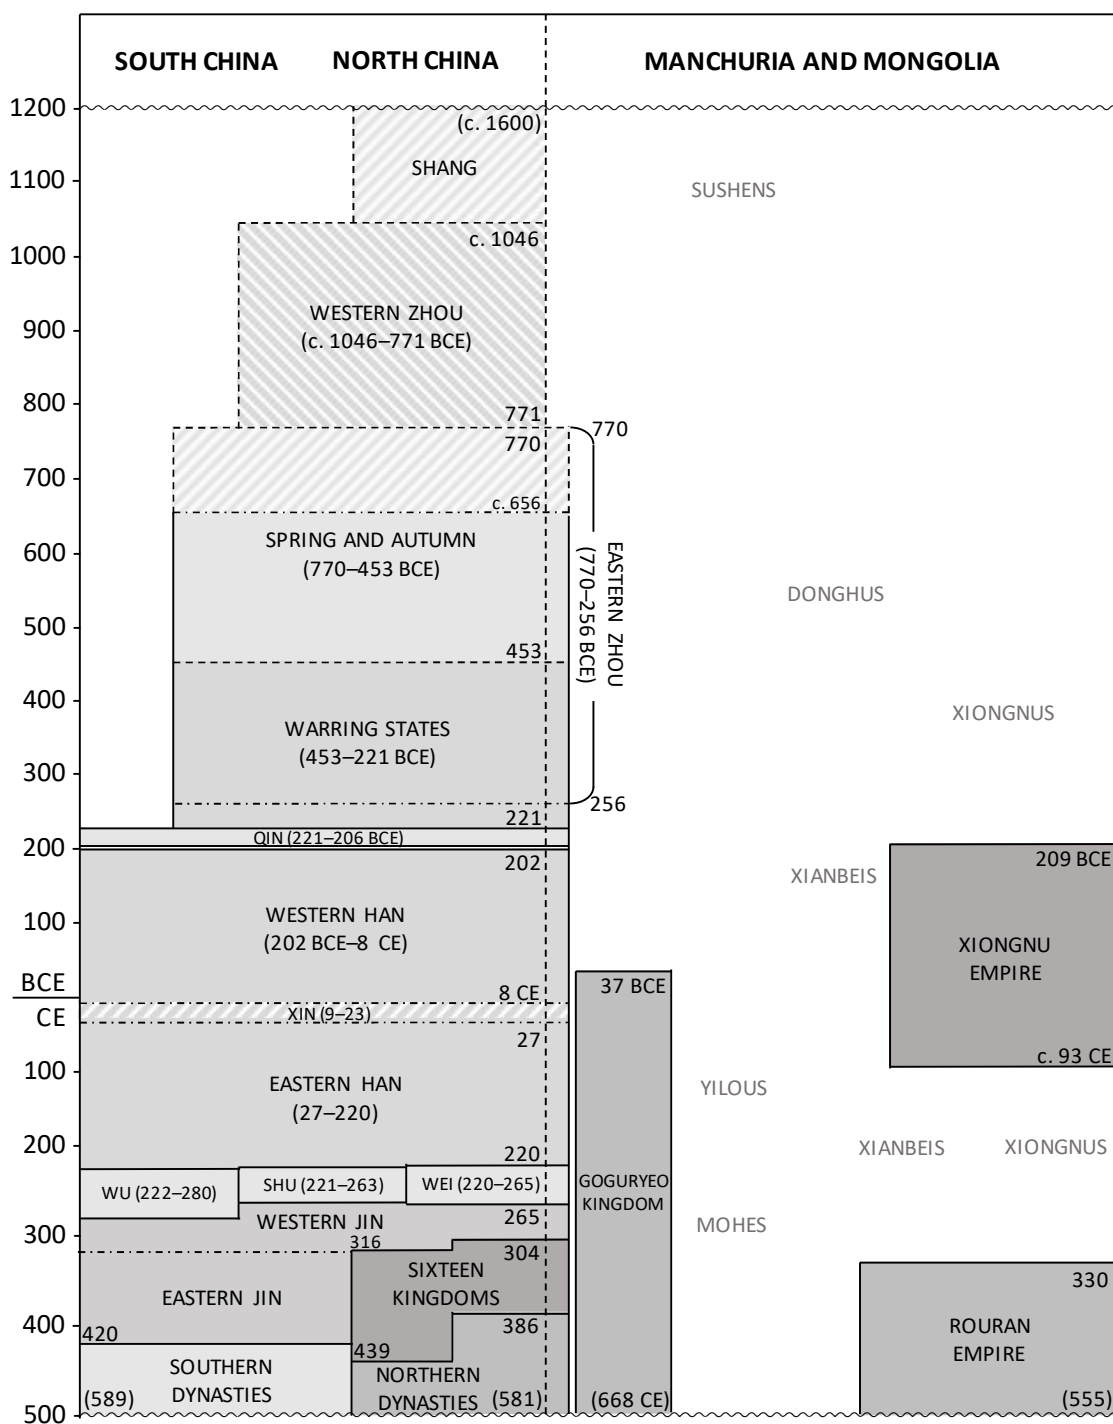 SOUTH CHINA
NORTH CHINA
MANCHURIA AND MONGOLIA
1200
(c. 1600)
SHANG
1100
SUSHENS
c. 1046
1000
WESTERN ZHOU
(c. 1046–771 BCE)
900
800
771
770
770
700
c. 656
SPRING AND AUTUMN
(770–453 BCE)
600
EASTERN ZHOU
(770–256 BCE)
DONGHUS
500
453
400
XIONGNUS
WARRING STATES
(453–221 BCE)
300
256
221
QIN (221–206 BCE)
200
202
209 BCE
XIANBEIS
WESTERN HAN
(202 BCE–8 CE)
100
XIONGNU
EMPIRE
BCE
8 CE
37 BCE
CE
XIN (9–23)
27
c. 93 CE
100
EASTERN HAN
(27–220)
YILOUS
200
220
XIANBEIS
XIONGNUS
WU (222–280)
SHU (221–263)
WEI (220–265)
GOGURYEO
KINGDOM
WESTERN JIN
265
300
316
304
MOHES
SIXTEEN
KINGDOMS
330
EASTERN JIN
400
420
386
ROURAN
EMPIRE
439
SOUTHERN
DYNASTIES
NORTHERN
DYNASTIES
500
(589)
(581)
(668 CE)
(555)